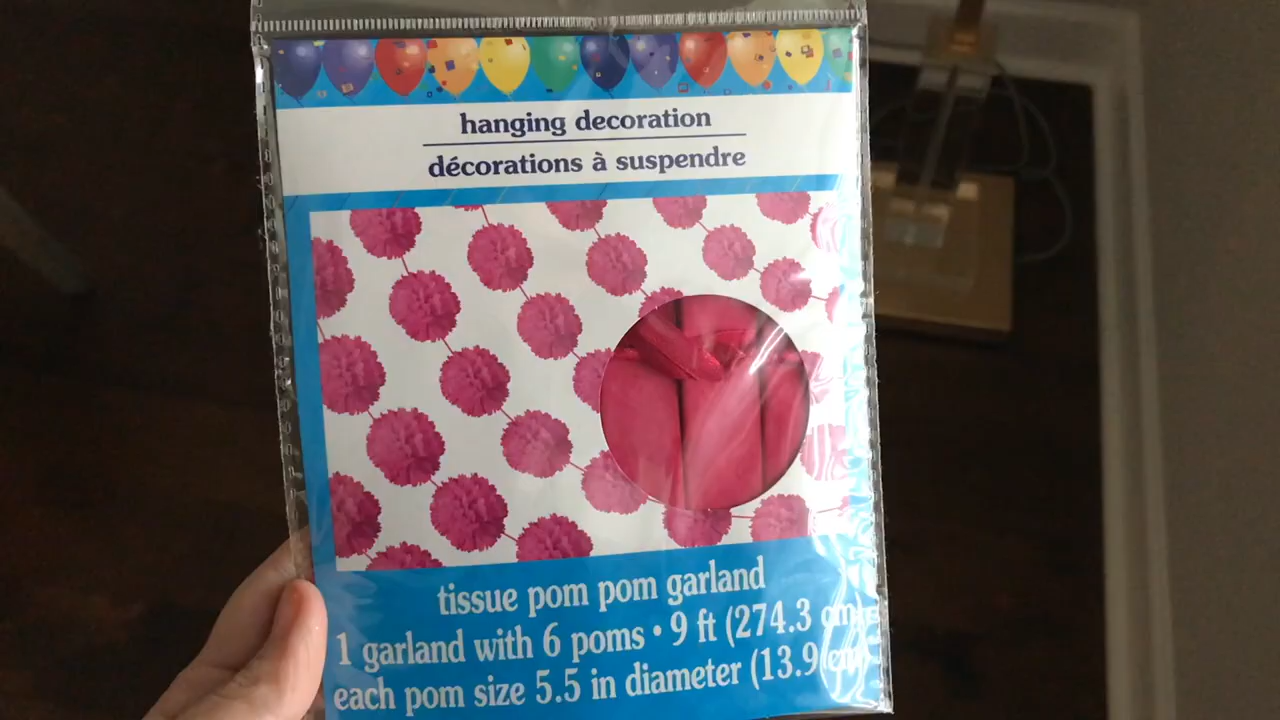 hanging decoration
décorations à suspendre
tissue pom pom garland
1 garland with 6 poms • 9 ft (274.3 cm)
each pom size 5.5 in diameter (13.9 cm)